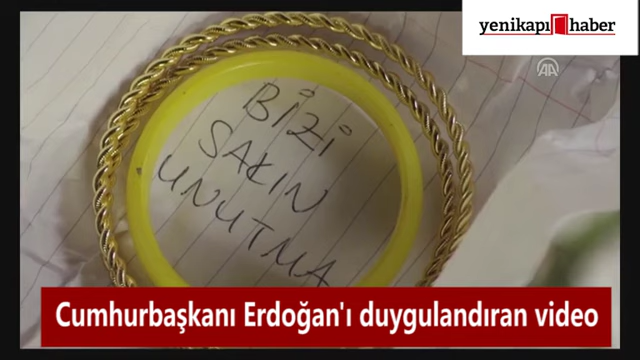 yenikapı haber
AA
BİZİ
SAKIN
UNUTMA
Cumhurbaşkanı Erdoğan'ı duygulandıran video